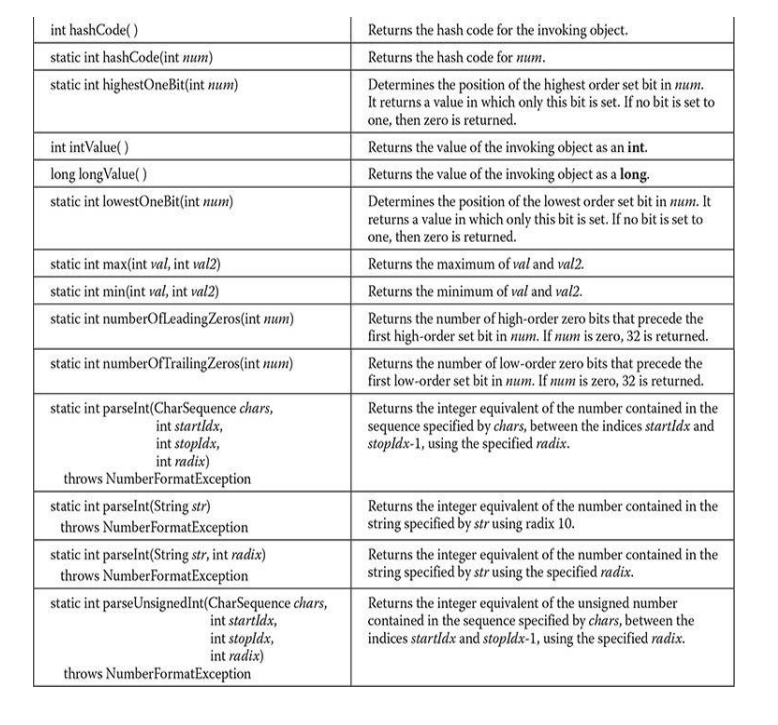 int hashCode( )
Returns the hash code for the invoking object.
static int hashCode(int num)
Returns the hash code for num.
static int highestOneBit(int num)
Determines the position of the highest order set bit in num.
It returns a value in which only this bit is set. If no bit is set to
one, then zero is returned.
int intValue( )
Returns the value of the invoking object as an int.
long longValue( )
Returns the value of the invoking object as a long.
static int lowestOneBit(int num)
Determines the position of the lowest order set bit in num. It
returns a value in which only this bit is set. If no bit is set to
one, then zero is returned.
static int max(int val, int val2)
Returns the maximum of val and val2.
static int min(int val, int val2)
Returns the minimum of val and val2.
static int numberOfLeadingZeros(int num)
Returns the number of high-order zero bits that precede the
first high-order set bit in num. If num is zero, 32 is returned.
static int numberOfTrailingZeros(int num)
Returns the number of low-order zero bits that precede the
first low-order set bit in num. If num is zero, 32 is returned.
static int parseInt(CharSequence chars,
int startIdx,
int stopIdx,
int radix)
throws NumberFormatException
Returns the integer equivalent of the number contained in the
sequence specified by chars, between the indices startIdx and
stopIdx-1, using the specified radix.
static int parseInt(String str)
throws NumberFormatException
Returns the integer equivalent of the number contained in the
string specified by str using radix 10.
static int parseInt(String str, int radix)
throws NumberFormatException
Returns the integer equivalent of the number contained in the
string specified by str using the specified radix.
static int parseUnsignedInt(CharSequence chars,
int startIdx,
int stopIdx,
int radix)
throws NumberFormatException
Returns the integer equivalent of the unsigned number
contained in the sequence specified by chars, between the
indices startIdx and stopIdx-1, using the specified radix.